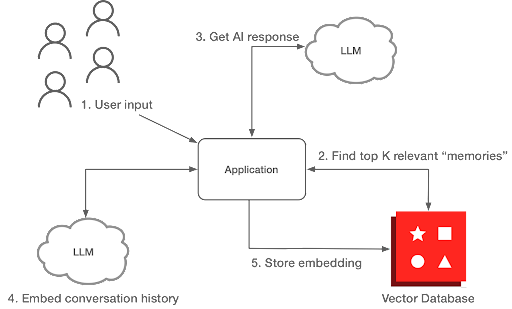 3. Get AI response
LLM
1. User input
2. Find top K relevant “memories”
Application
LLM
5. Store embedding
4. Embed conversation history
Vector Database